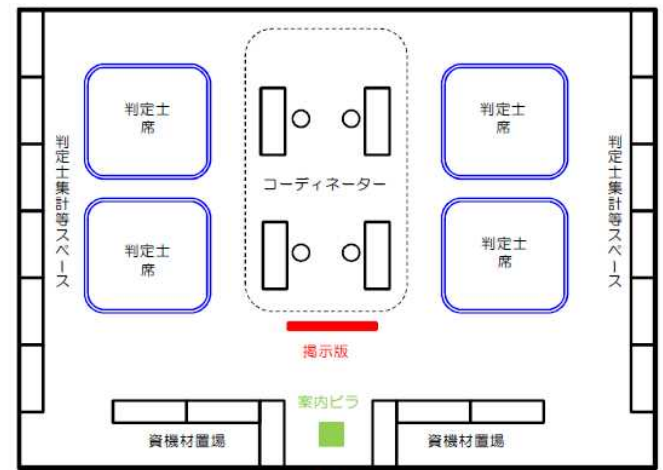 判定士
席
判定士
席
判定士集計等スペース
コーディネーター
判定士集計等スペース
判定士
席
判定士
席
掲示版
案内ビラ
資機材置場
資機材置場